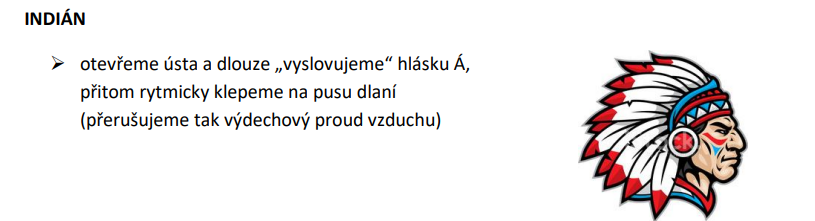 INDIÁN
➢ otevřeme ústa a dlouze „vyslovujeme“ hlásku Á,
přitom rytmicky klepeme na pusu dlaní
(přerušujeme tak výdechový proud vzduchu)